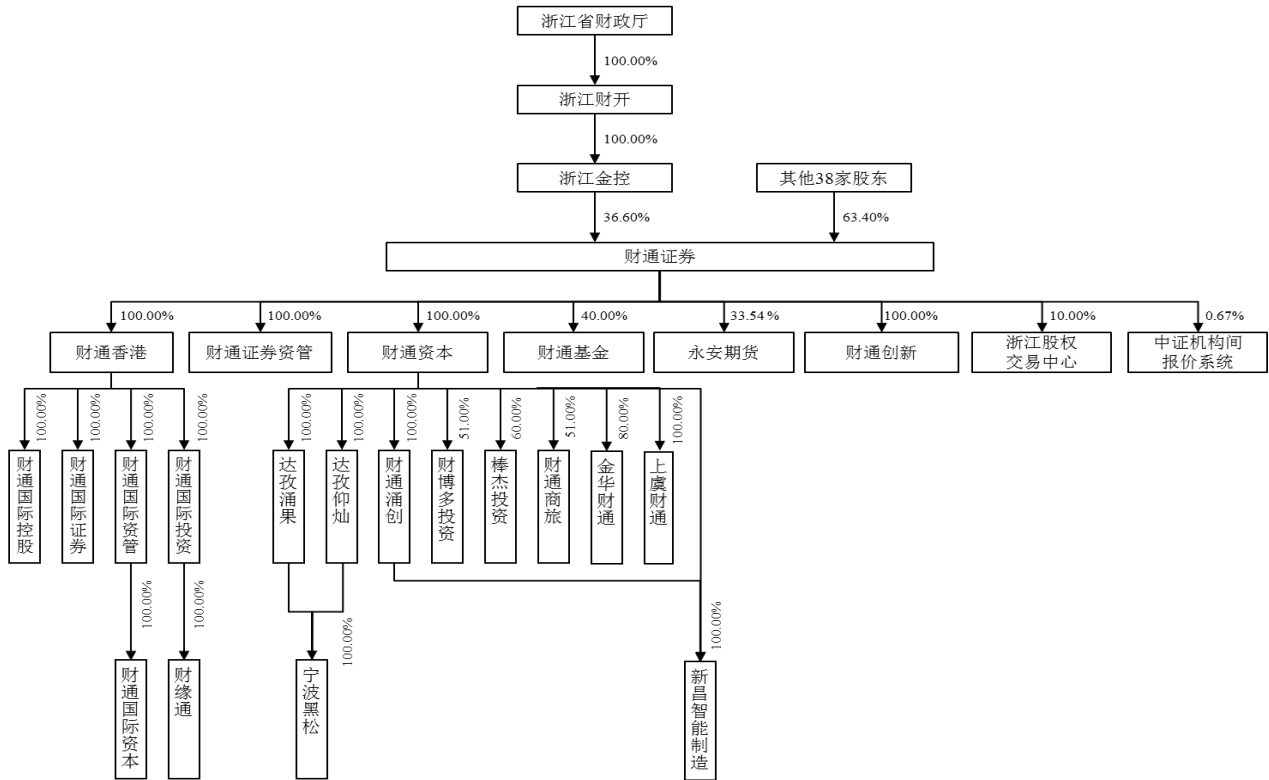 浙江省财政厅
100.00%
浙江财开
100.00%
浙江金控
其他38家股东
36.60%
63.40%
财通证券
100.00%
100.00%
100.00%
40.00%
33.54%
100.00%
10.00%
0.67%
财通香港
财通证券资管
财通资本
财通基金
永安期货
财通创新
浙江股权
交易中心
中证机构间
报价系统
100.00%
100.00%
100.00%
100.00%
100.00%
100.00%
100.00%
51.00%
60.00%
51.00%
80.00%
100.00%
财通国际控股
财通国际证券
财通国际资管
财通国际投资
达孜涌果
达孜仰灿
财通涌创
财博多投资
棒杰投资
财通商旅
金华财通
上虞财通
100.00%
100.00%
100.00%
100.00%
财通国际资本
财缘通
宁波黑松
新昌智能制造